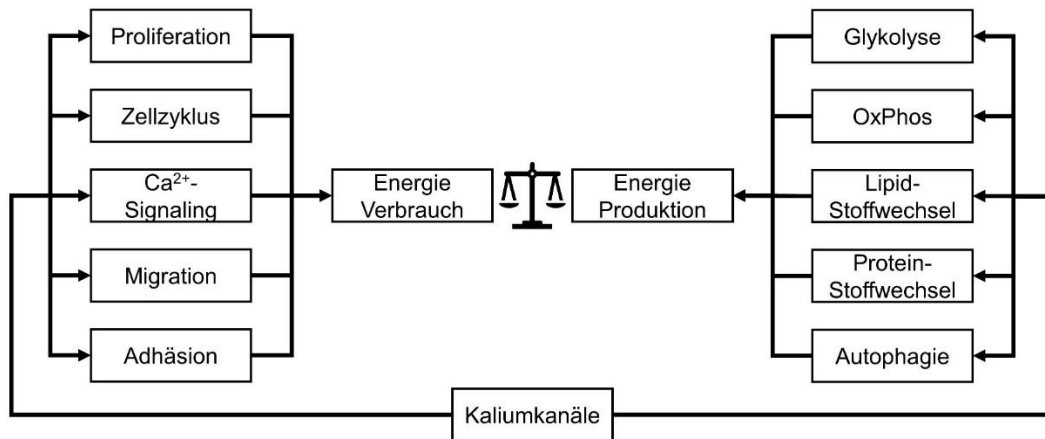 Proliferation
Zellzyklus
Ca²⁺-
Signaling
Migration
Adhäsion
Energie
Verbrauch
Energie
Produktion
Glykolyse
OxPhos
Lipid-
Stoffwechsel
Protein-
Stoffwechsel
Autophagie
Kaliumkanäle